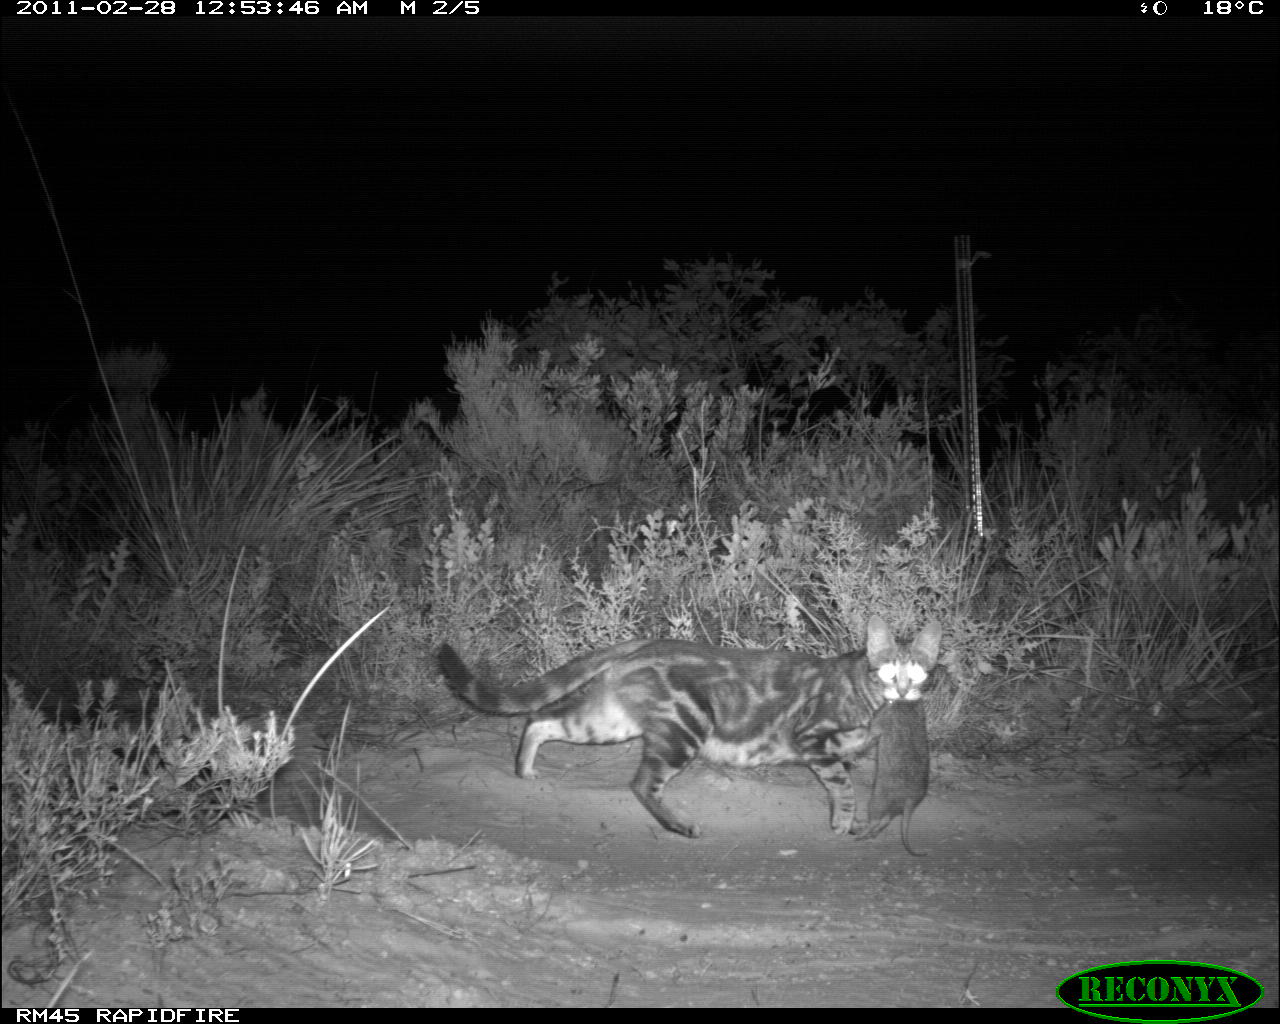 2011-02-28 12:53:46 AM M 2/5 18°C
RECONYX
RM45 RAPIDFIRE